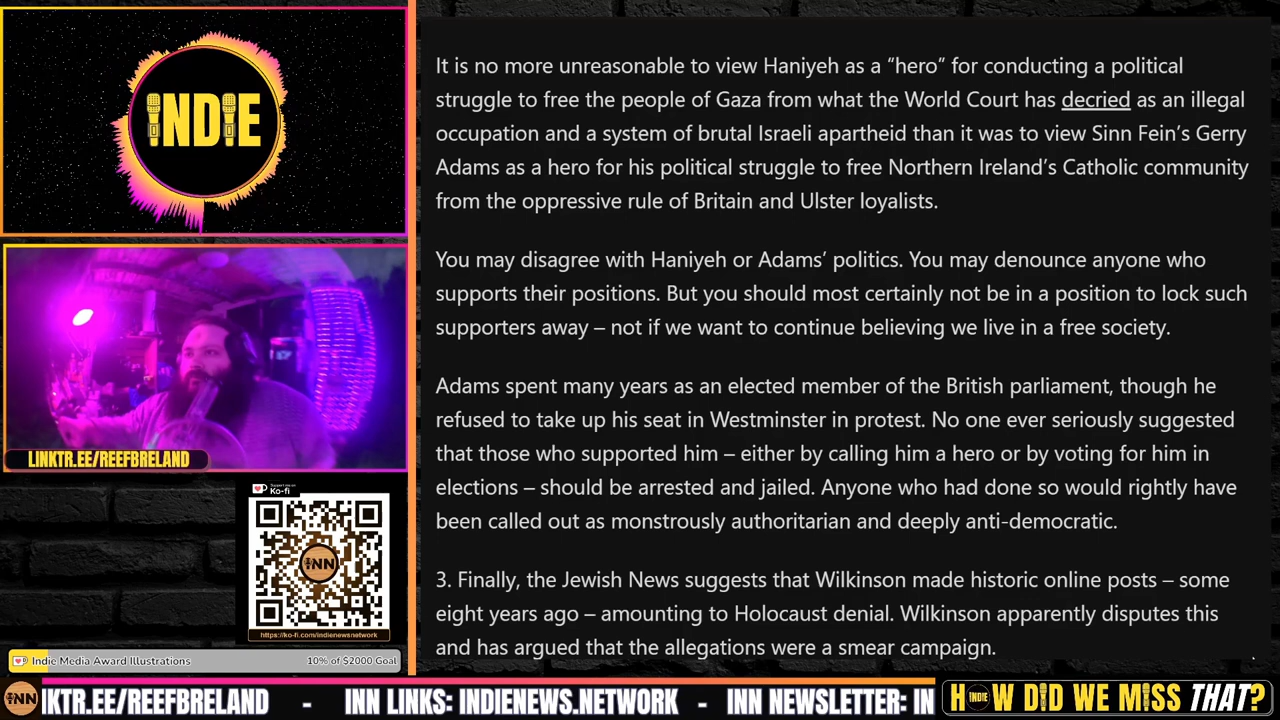 INDIE
LINKTR.EE/REEFBRELAND
Support me on
Ko-fi
INN
https://ko-fi.com/indienewsnetwork
Indie Media Award Illustrations 10% of $2000 Goal
It is no more unreasonable to view Haniyeh as a “hero” for conducting a political
struggle to free the people of Gaza from what the World Court has decried as an illegal
occupation and a system of brutal Israeli apartheid than it was to view Sinn Fein’s Gerry
Adams as a hero for his political struggle to free Northern Ireland’s Catholic community
from the oppressive rule of Britain and Ulster loyalists.
You may disagree with Haniyeh or Adams’ politics. You may denounce anyone who
supports their positions. But you should most certainly not be in a position to lock such
supporters away – not if we want to continue believing we live in a free society.
Adams spent many years as an elected member of the British parliament, though he
refused to take up his seat in Westminster in protest. No one ever seriously suggested
that those who supported him – either by calling him a hero or by voting for him in
elections – should be arrested and jailed. Anyone who had done so would rightly have
been called out as monstrously authoritarian and deeply anti-democratic.
3. Finally, the Jewish News suggests that Wilkinson made historic online posts – some
eight years ago – amounting to Holocaust denial. Wilkinson apparently disputes this
and has argued that the allegations were a smear campaign.
INN
NKTR.EE/REEFBRELAND - INN LINKS: INDIENEWS.NETWORK - INN NEWSLETTER: IN
HOW DID WE MISS THAT?
INDIE